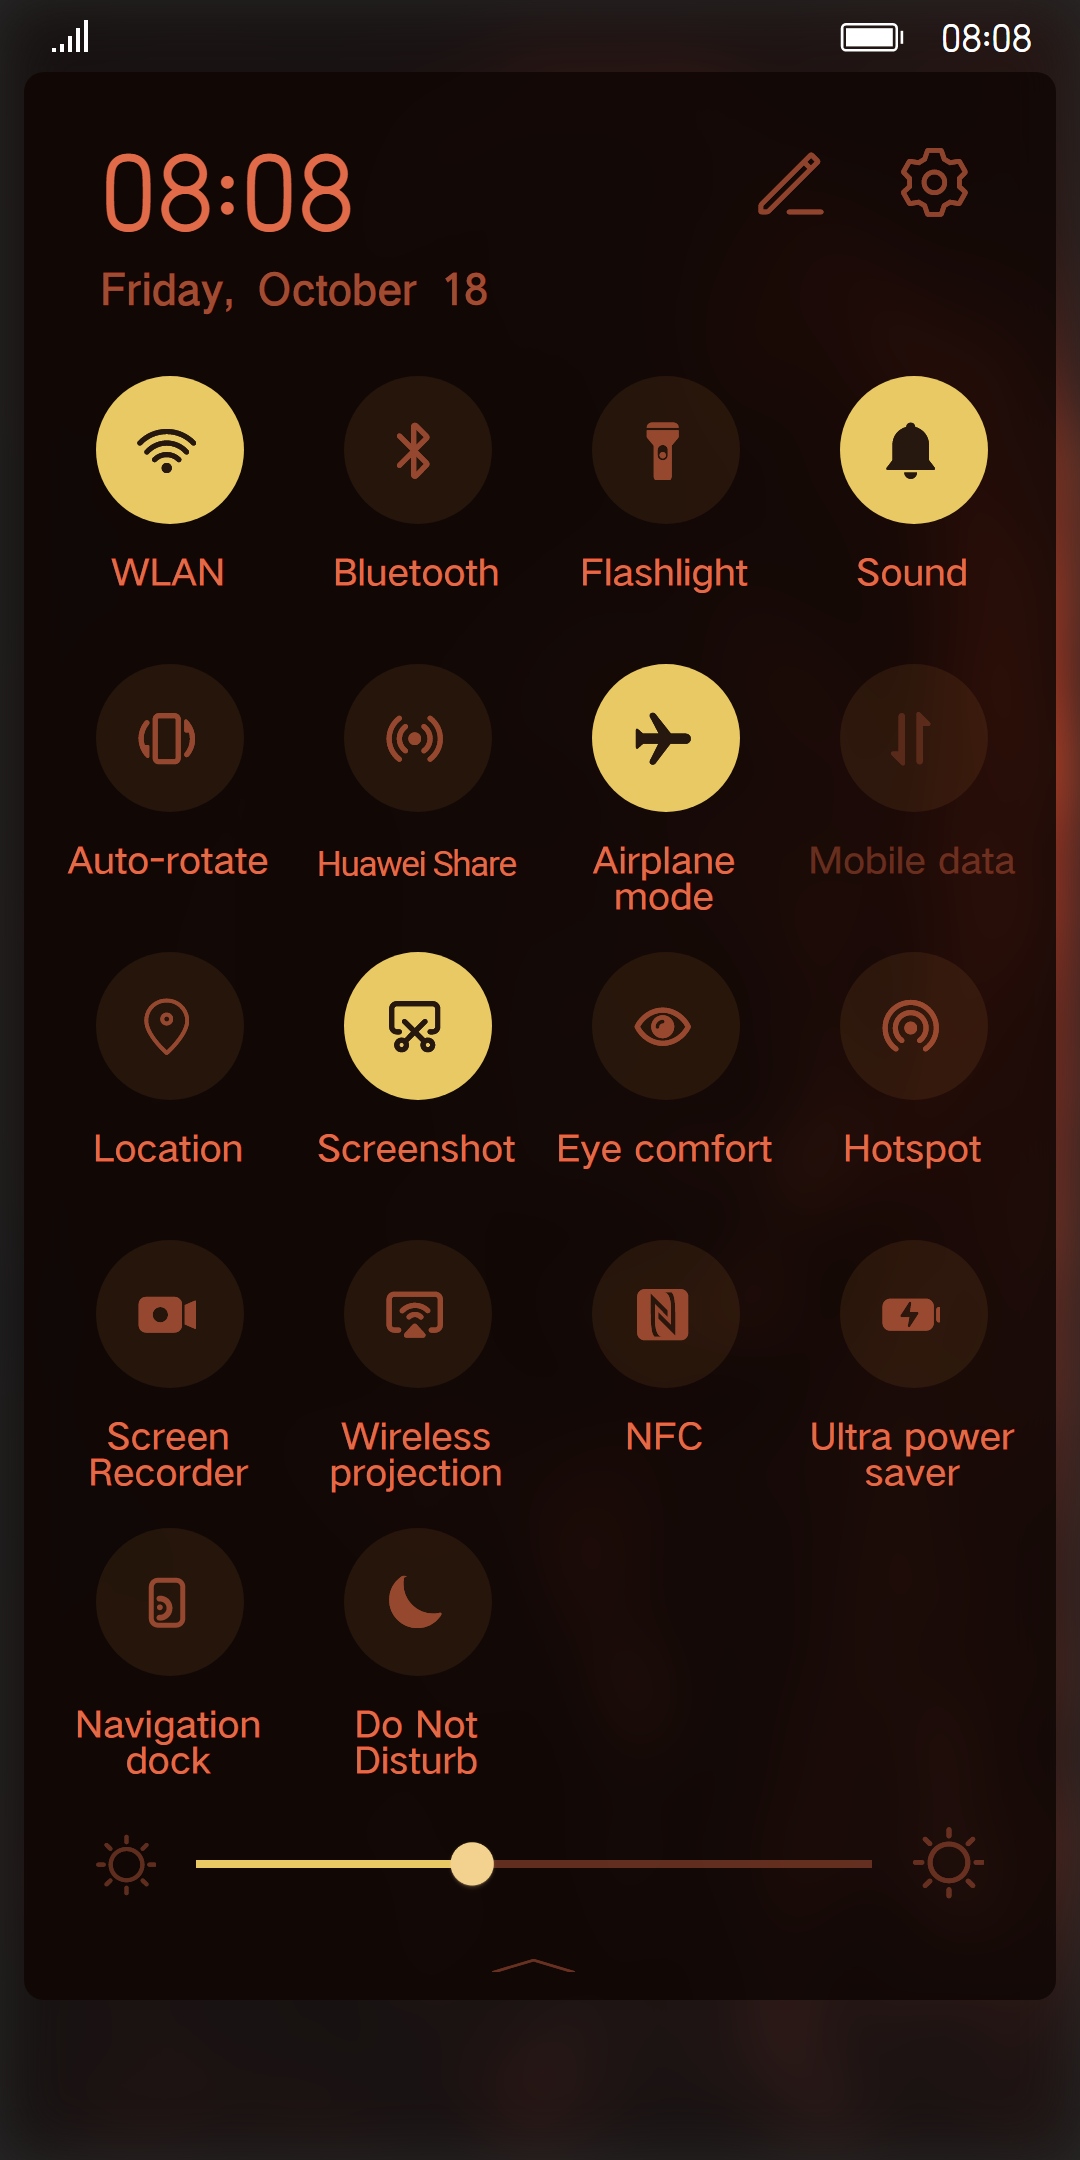 08:08
08:08
Friday, October 18
WLAN
Bluetooth
Flashlight
Sound
Auto-rotate
Huawei Share
Airplane
mode
Mobile data
Location
Screenshot
Eye comfort
Hotspot
Screen
Recorder
Wireless
projection
NFC
Ultra power
saver
Navigation
dock
Do Not
Disturb